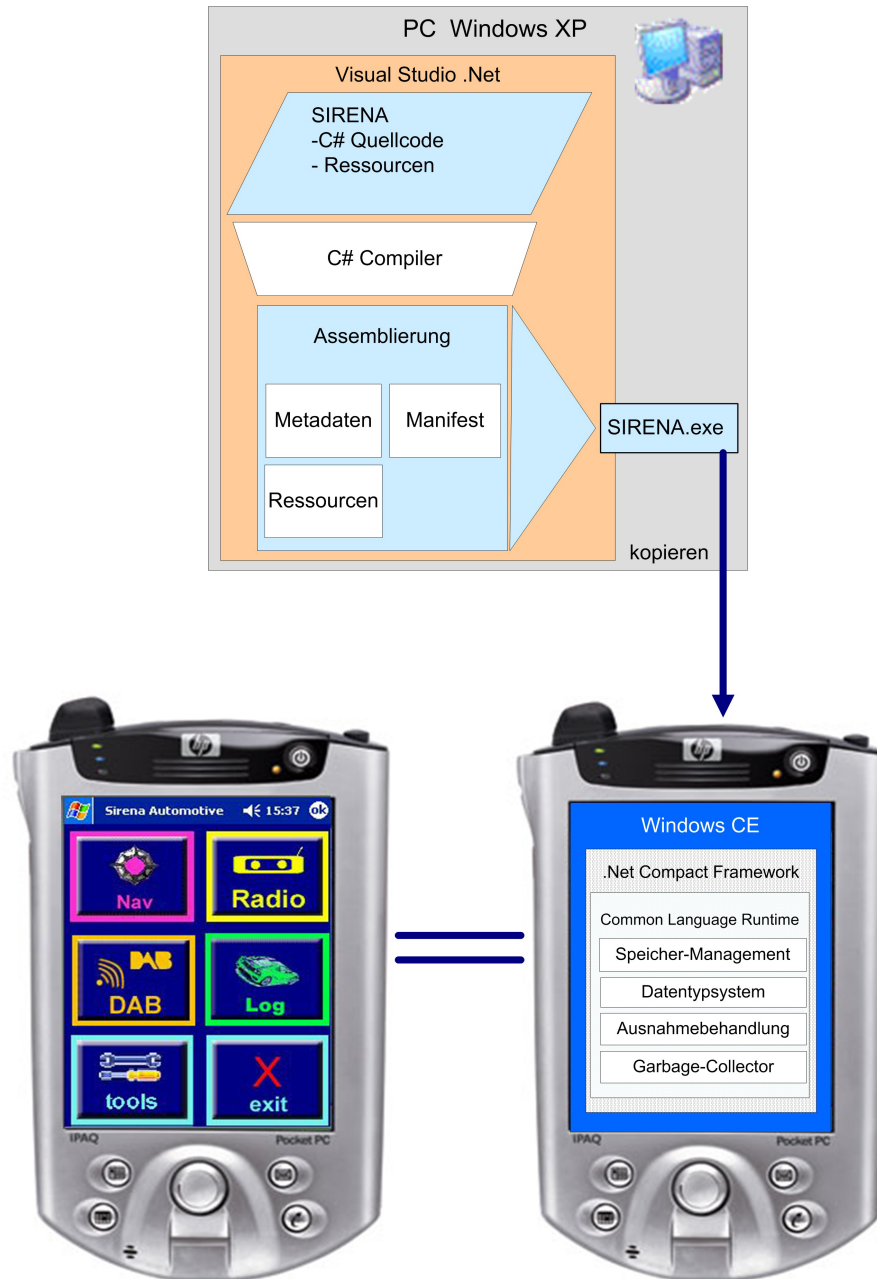 PC Windows XP
Visual Studio .Net
SIRENA
-C# Quellcode
- Ressourcen
C# Compiler
Assemblierung
Metadaten
Manifest
Ressourcen
SIRENA.exe
kopieren
hp
Sirena Automotive 15:37 ok
Nav
Radio
DAB
DAB
Log
tools
X
exit
iPAQ
Pocket PC
hp
Windows CE
.Net Compact Framework
Common Language Runtime
Speicher-Management
Datentypsystem
Ausnahmebehandlung
Garbage-Collector
iPAQ
Pocket PC